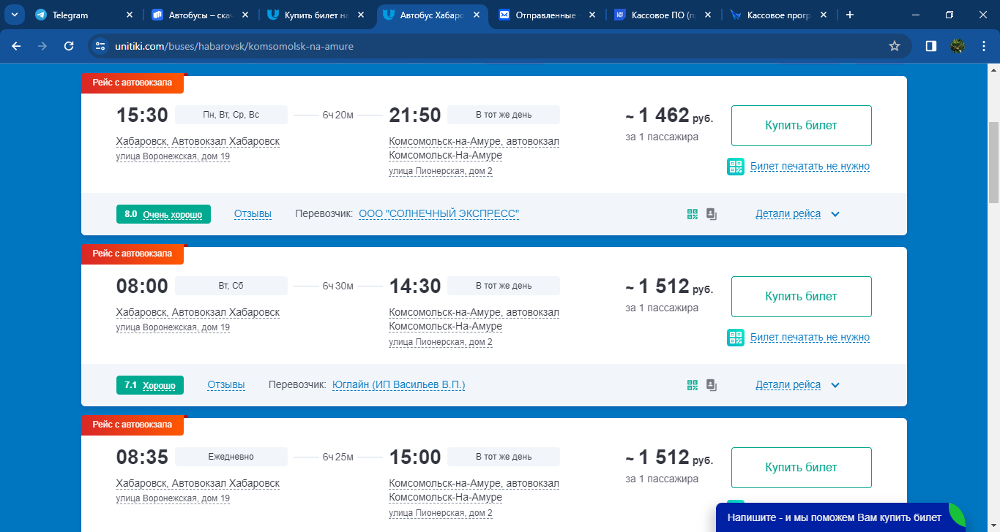 Telegram
Автобусы – скач
Купить билет на
Автобус Хабаро
Отправленные
Кассовое ПО (п
Кассовое прогр
unitiki.com/buses/habarovsk/komsomolsk-na-amure
Рейс с автовокзала
15:30 Пн, Вт, Ср, Вс 6ч 20м 21:50 В тот же день ~ 1 462 руб. Купить билет
Хабаровск, Автовокзал Хабаровск Комсомольск-на-Амуре, автовокзал за 1 пассажира
улица Воронежская, дом 19 Комсомольск-На-Амуре
улица Пионерская, дом 2 Билет печатать не нужно
8.0 Очень хорошо Отзывы Перевозчик: ООО "СОЛНЕЧНЫЙ ЭКСПРЕСС" Детали рейса
Рейс с автовокзала
08:00 Вт, Сб 6ч 30м 14:30 В тот же день ~ 1 512 руб. Купить билет
Хабаровск, Автовокзал Хабаровск Комсомольск-на-Амуре, автовокзал за 1 пассажира
улица Воронежская, дом 19 Комсомольск-На-Амуре
улица Пионерская, дом 2 Билет печатать не нужно
7.1 Хорошо Отзывы Перевозчик: Юглайн (ИП Васильев В.П.) Детали рейса
Рейс с автовокзала
08:35 Ежедневно 6ч 25м 15:00 В тот же день ~ 1 512 руб. Купить билет
Хабаровск, Автовокзал Хабаровск Комсомольск-на-Амуре, автовокзал за 1 пассажира
улица Воронежская, дом 19 Комсомольск-На-Амуре
улица Пионерская, дом 2
Напишите - и мы поможем Вам купить билет